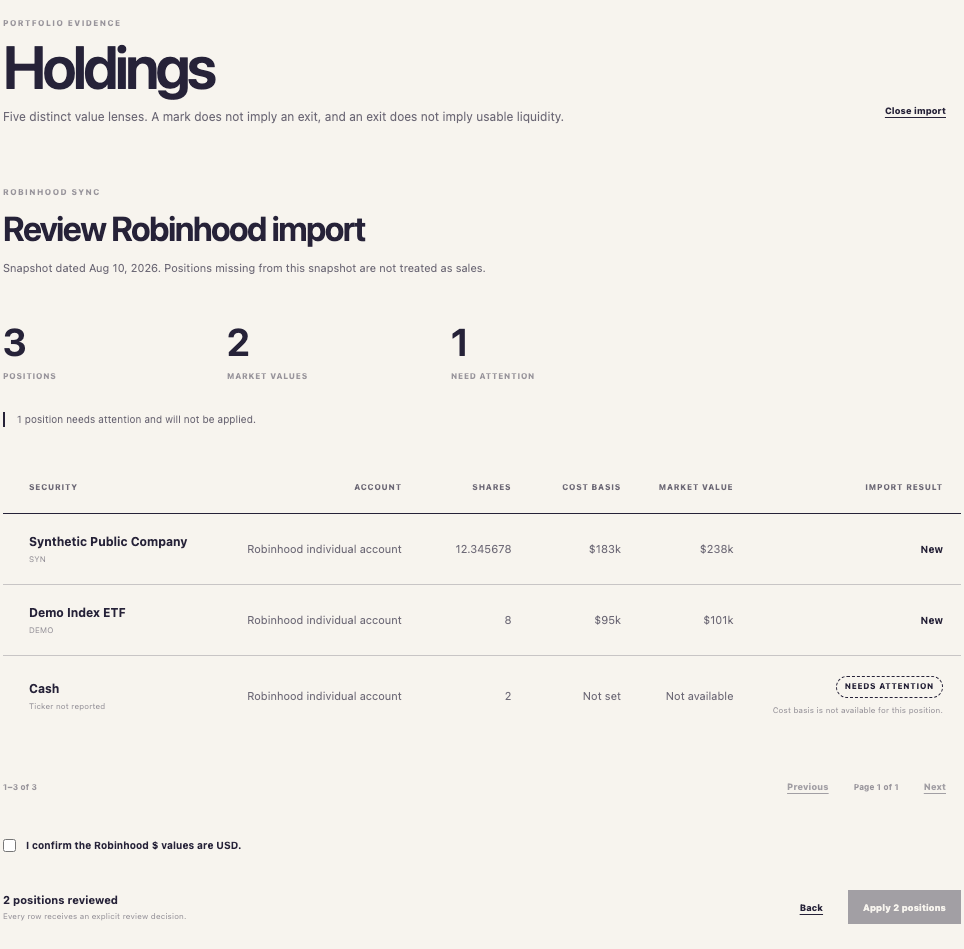 PORTFOLIO EVIDENCE
Holdings
Five distinct value lenses. A mark does not imply an exit, and an exit does not imply usable liquidity.
Close import
ROBINHOOD SYNC
Review Robinhood import
Snapshot dated Aug 10, 2026. Positions missing from this snapshot are not treated as sales.
3
POSITIONS
2
MARKET VALUES
1
NEED ATTENTION
1 position needs attention and will not be applied.
SECURITY ACCOUNT SHARES COST BASIS MARKET VALUE IMPORT RESULT
Synthetic Public Company
SYN
Robinhood individual account 12.345678 $183k $238k New
Demo Index ETF
DEMO
Robinhood individual account 8 $95k $101k New
Cash
Ticker not reported
Robinhood individual account 2 Not set Not available
NEEDS ATTENTION
Cost basis is not available for this position.
1–3 of 3
Previous Page 1 of 1 Next
I confirm the Robinhood $ values are USD.
2 positions reviewed
Every row receives an explicit review decision.
Back
Apply 2 positions